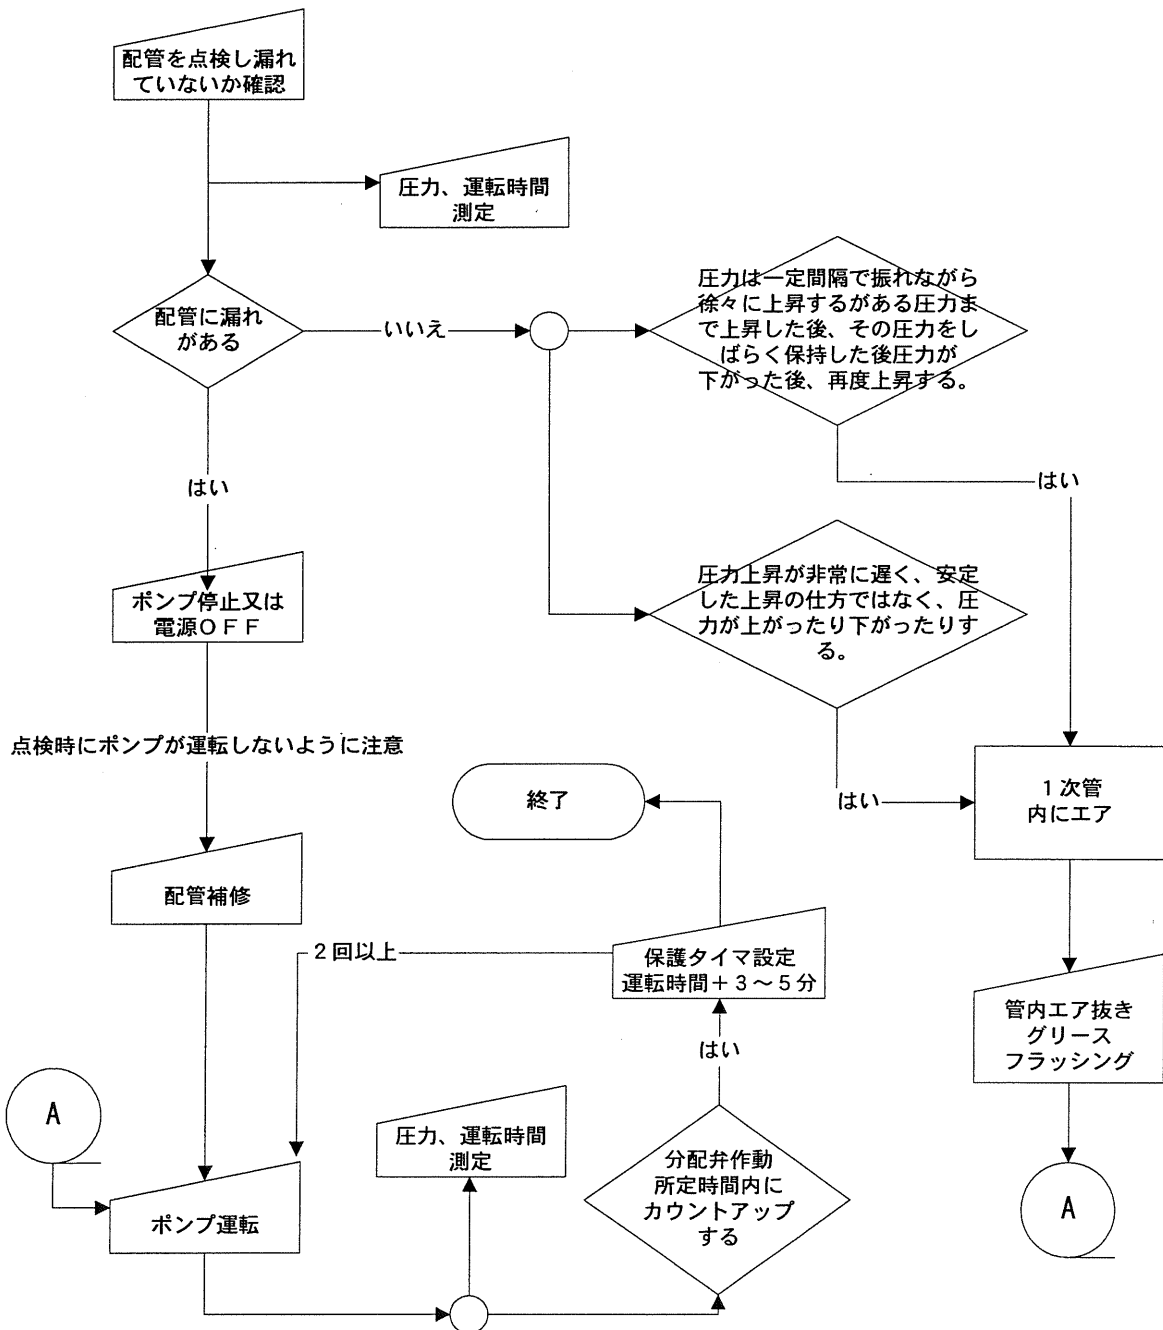 配管を点検し漏れ
ていないか確認
圧力、運転時間
測定
配管に漏れ
がある
いいえ
圧力は一定間隔で振れながら
徐々に上昇するがある圧力ま
で上昇した後、その圧力をし
ばらく保持した後圧力が
下がった後、再度上昇する。
はい
はい
圧力上昇が非常に遅く、安定
した上昇の仕方ではなく、圧
力が上がったり下がったりす
る。
ポンプ停止又は
電源OFF
点検時にポンプが運転しないように注意
終了
はい
1次管
内にエア
配管補修
2回以上
保護タイマ設定
運転時間+3~5分
管内エア抜き
グリース
フラッシング
はい
A
圧力、運転時間
測定
分配弁作動
所定時間内に
カウントアップ
する
A
ポンプ運転